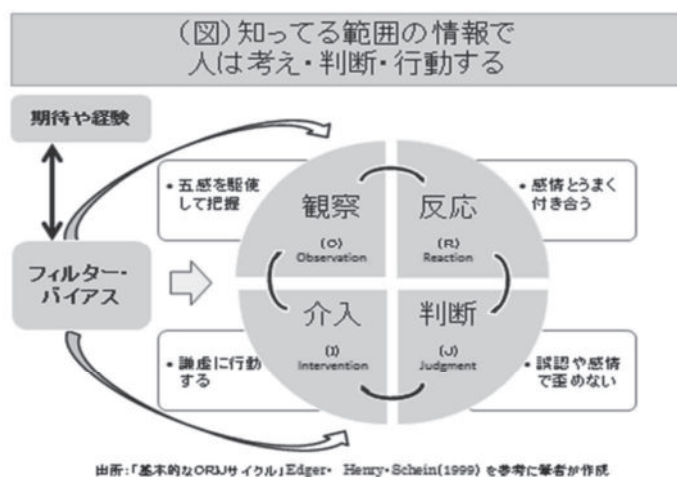 (図)知ってる範囲の情報で
人は考え・判断・行動する
期待や経験
フィルター・
バイアス
• 五感を駆使
して把握
観察
(O)
Observation
反応
(R)
Reaction
• 感情とうまく
付き合う
• 謙虚に行動
する
介入
(I)
Intervention
判断
(J)
Judgment
• 誤認や感情
で歪めない
出所:「基本的なORIJサイクル」Edger・ Henry・Schein(1999) を参考に筆者が作成